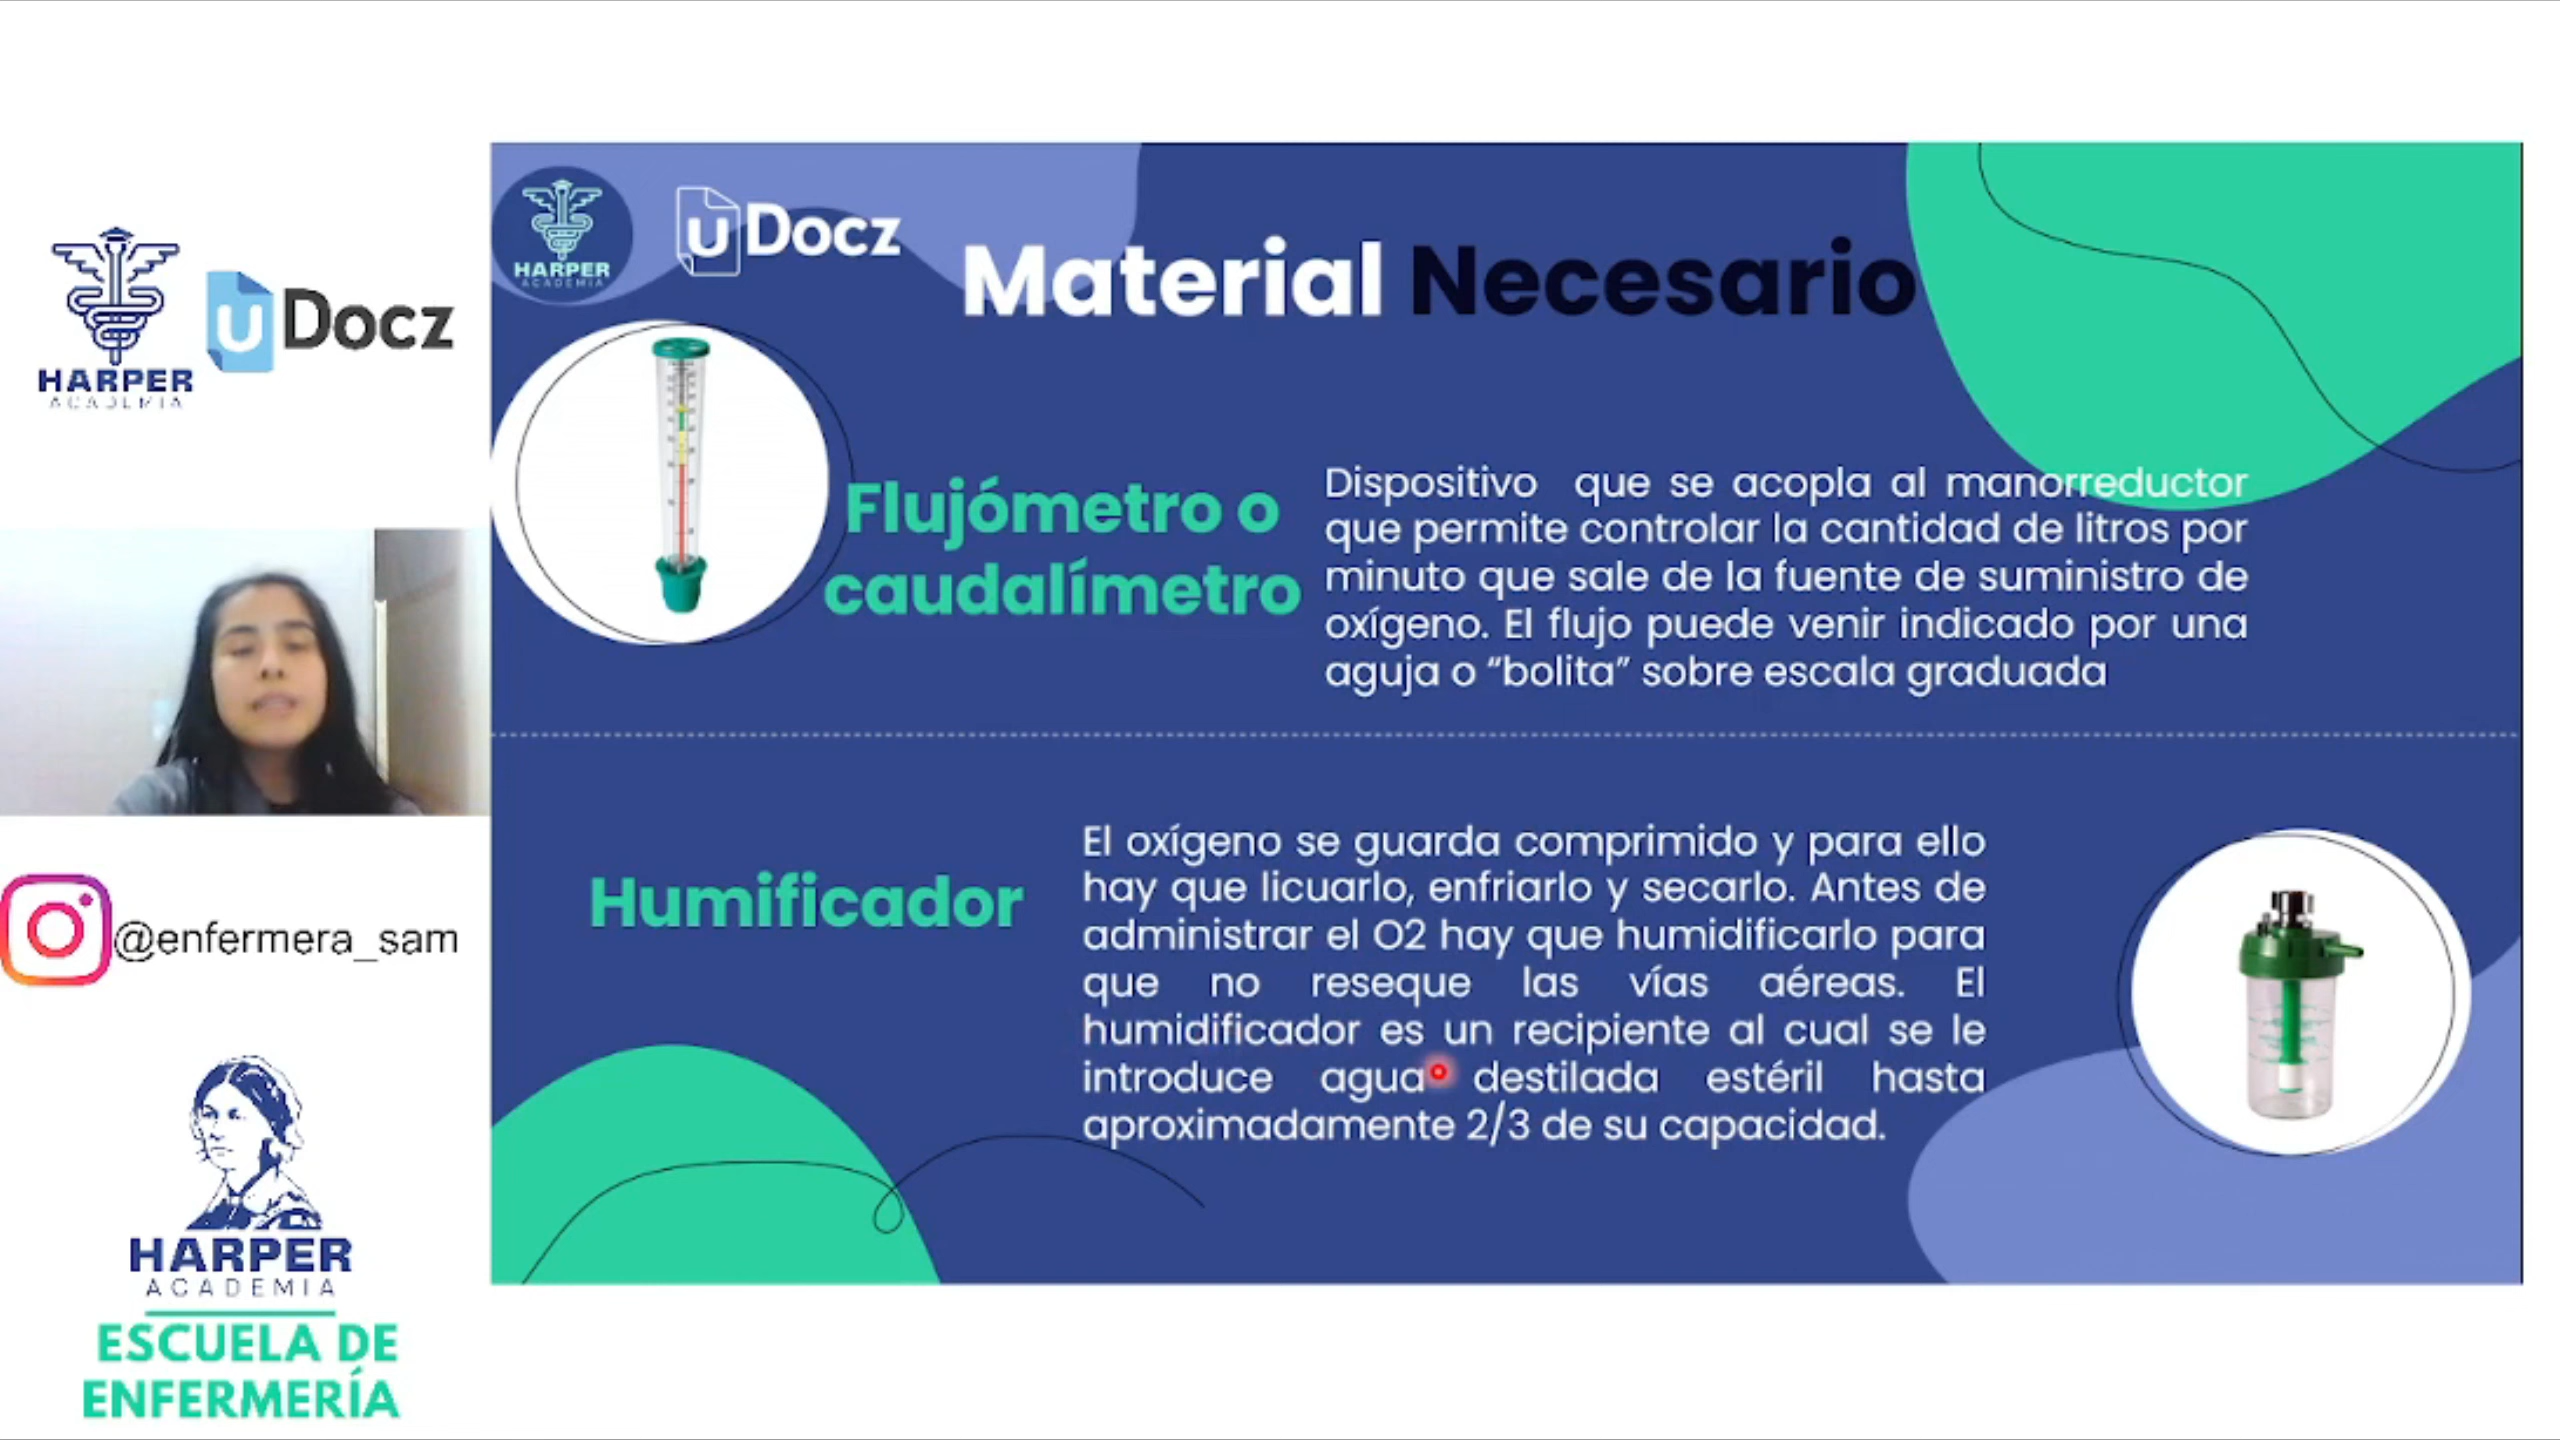 HARPER
ACADEMIA
uDocz
@enfermera_sam
HARPER
ACADEMIA
ESCUELA DE
ENFERMERÍA
HARPER
ACADEMIA
uDocz
Material Necesario
Flujómetro o
caudalímetro
Dispositivo que se acopla al manorreductor
que permite controlar la cantidad de litros por
minuto que sale de la fuente de suministro de
oxígeno. El flujo puede venir indicado por una
aguja o “bolita” sobre escala graduada
Humificador
El oxígeno se guarda comprimido y para ello
hay que licuarlo, enfriarlo y secarlo. Antes de
administrar el O2 hay que humidificarlo para
que no reseque las vías aéreas. El
humidificador es un recipiente al cual se le
introduce agua destilada estéril hasta
aproximadamente 2/3 de su capacidad.